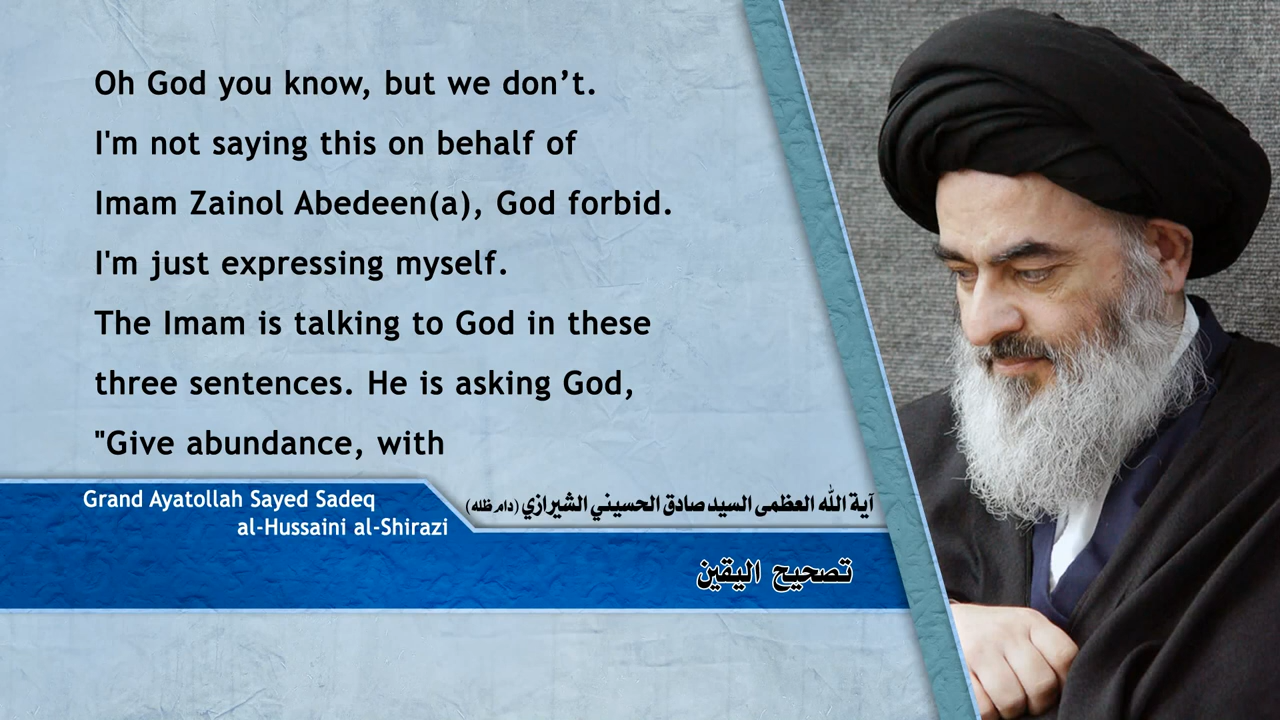 Oh God you know, but we don’t.
I'm not saying this on behalf of
Imam Zainol Abedeen(a), God forbid.
I'm just expressing myself.
The Imam is talking to God in these
three sentences. He is asking God,
"Give abundance, with
Grand Ayatollah Sayed Sadeq
al-Hussaini al-Shirazi
آية الله العظمى السيد صادق الحسيني الشيرازي (دام ظله)
تصحيح اليقين